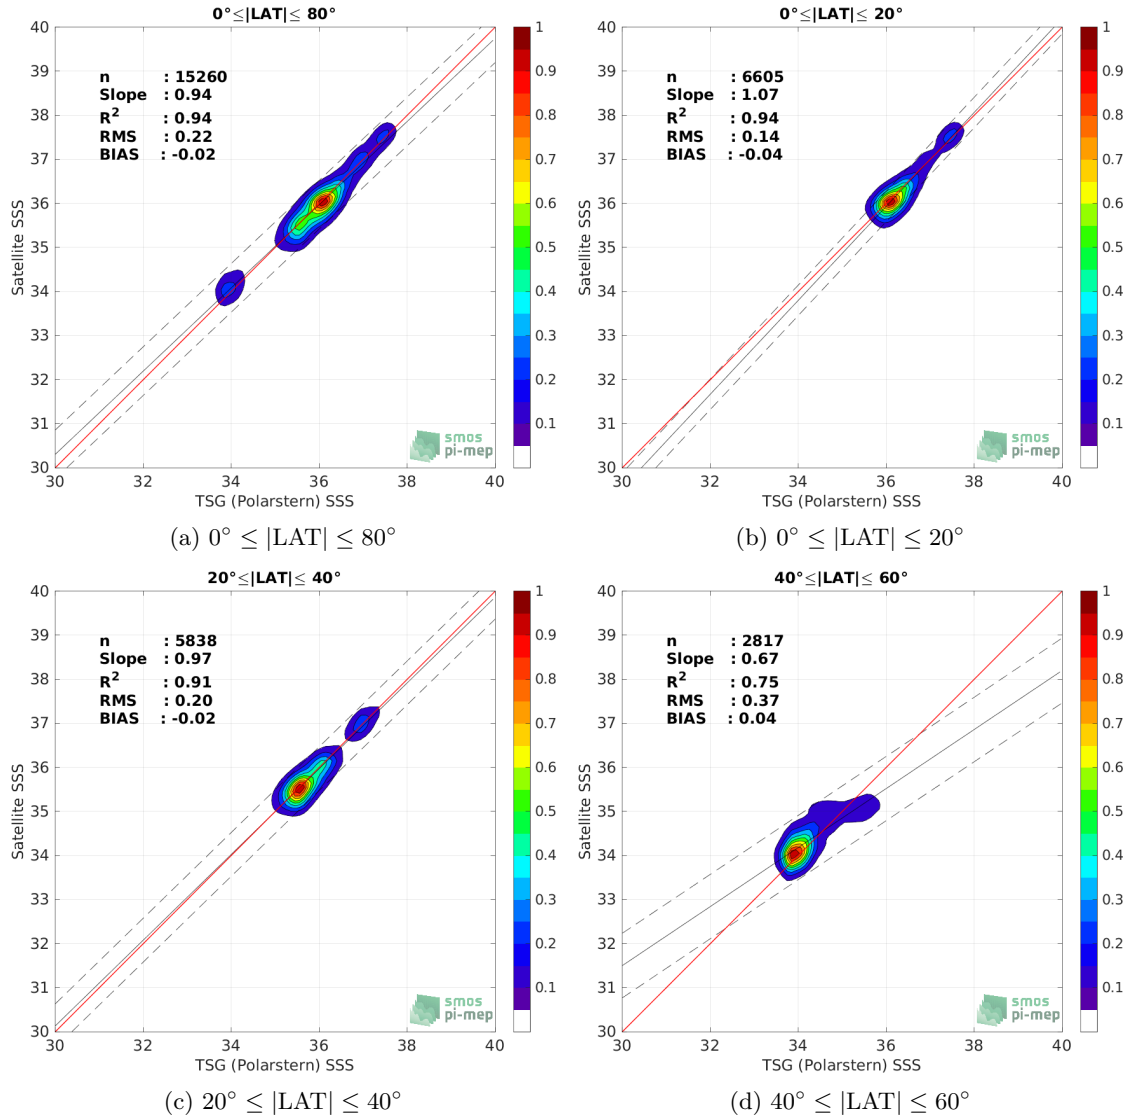 0°≤|LAT|≤ 80°
n : 15260
Slope : 0.94
R² : 0.94
RMS : 0.22
BIAS : -0.02
40
39
38
37
36
35
34
33
32
31
30
30 32 34 36 38 40
Satellite SSS
TSG (Polarstern) SSS
1
0.9
0.8
0.7
0.6
0.5
0.4
0.3
0.2
0.1
smos
pi-mep
(a) 0° ≤ |LAT| ≤ 80°
0°≤|LAT|≤ 20°
n : 6605
Slope : 1.07
R² : 0.94
RMS : 0.14
BIAS : -0.04
40
39
38
37
36
35
34
33
32
31
30
30 32 34 36 38 40
Satellite SSS
TSG (Polarstern) SSS
1
0.9
0.8
0.7
0.6
0.5
0.4
0.3
0.2
0.1
smos
pi-mep
(b) 0° ≤ |LAT| ≤ 20°
20°≤|LAT|≤ 40°
n : 5838
Slope : 0.97
R² : 0.91
RMS : 0.20
BIAS : -0.02
40
39
38
37
36
35
34
33
32
31
30
30 32 34 36 38 40
Satellite SSS
TSG (Polarstern) SSS
1
0.9
0.8
0.7
0.6
0.5
0.4
0.3
0.2
0.1
smos
pi-mep
(c) 20° ≤ |LAT| ≤ 40°
40°≤|LAT|≤ 60°
n : 2817
Slope : 0.67
R² : 0.75
RMS : 0.37
BIAS : 0.04
40
39
38
37
36
35
34
33
32
31
30
30 32 34 36 38 40
Satellite SSS
TSG (Polarstern) SSS
1
0.9
0.8
0.7
0.6
0.5
0.4
0.3
0.2
0.1
smos
pi-mep
(d) 40° ≤ |LAT| ≤ 60°